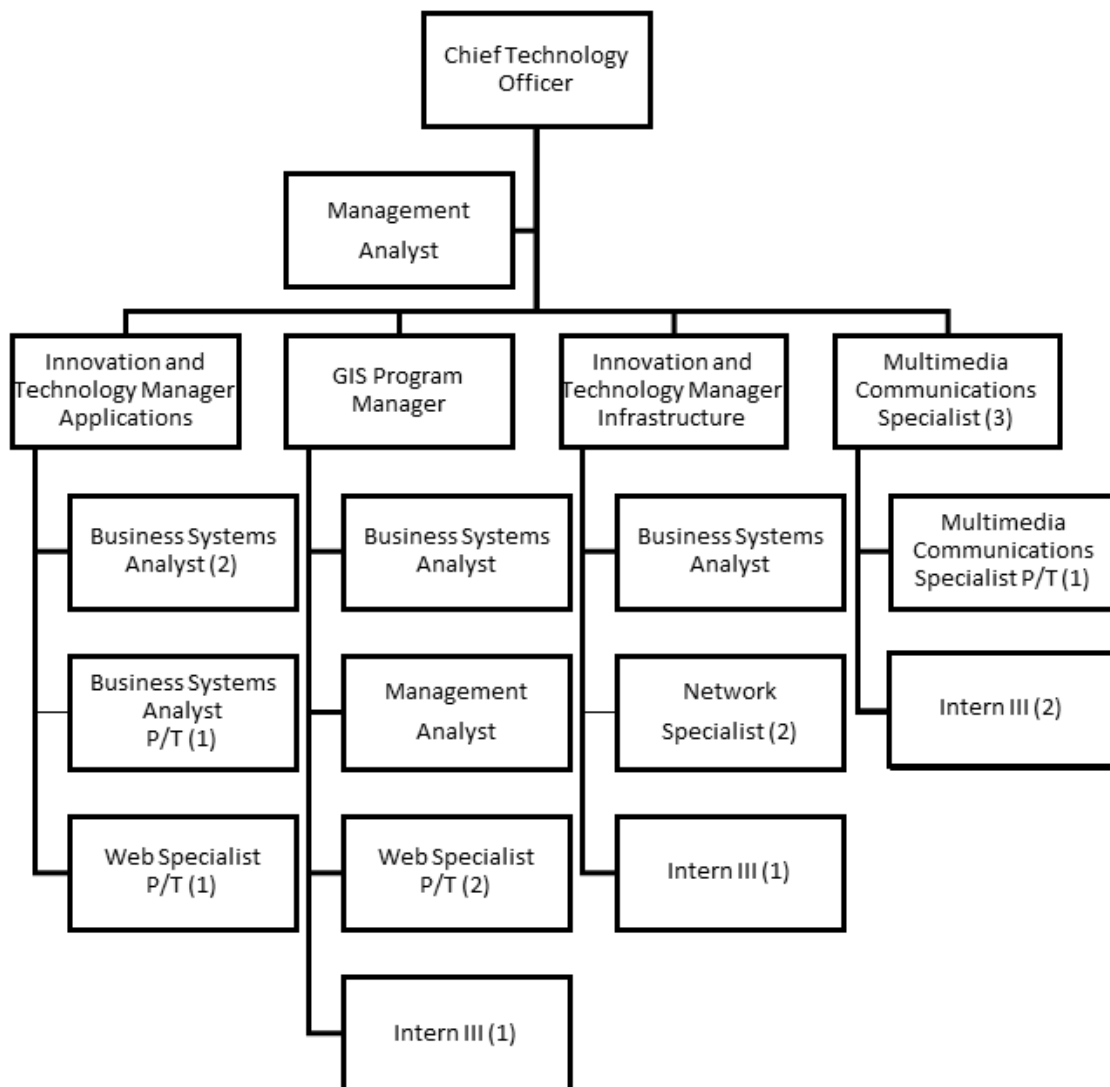 Chief Technology
Officer
Management
Analyst
Innovation and
Technology Manager
Applications
GIS Program
Manager
Innovation and
Technology Manager
Infrastructure
Multimedia
Communications
Specialist (3)
Business Systems
Analyst (2)
Business Systems
Analyst
P/T (1)
Web Specialist
P/T (1)
Business Systems
Analyst
Management
Analyst
Web Specialist
P/T (2)
Intern III (1)
Business Systems
Analyst
Network
Specialist (2)
Intern III (1)
Multimedia
Communications
Specialist P/T (1)
Intern III (2)